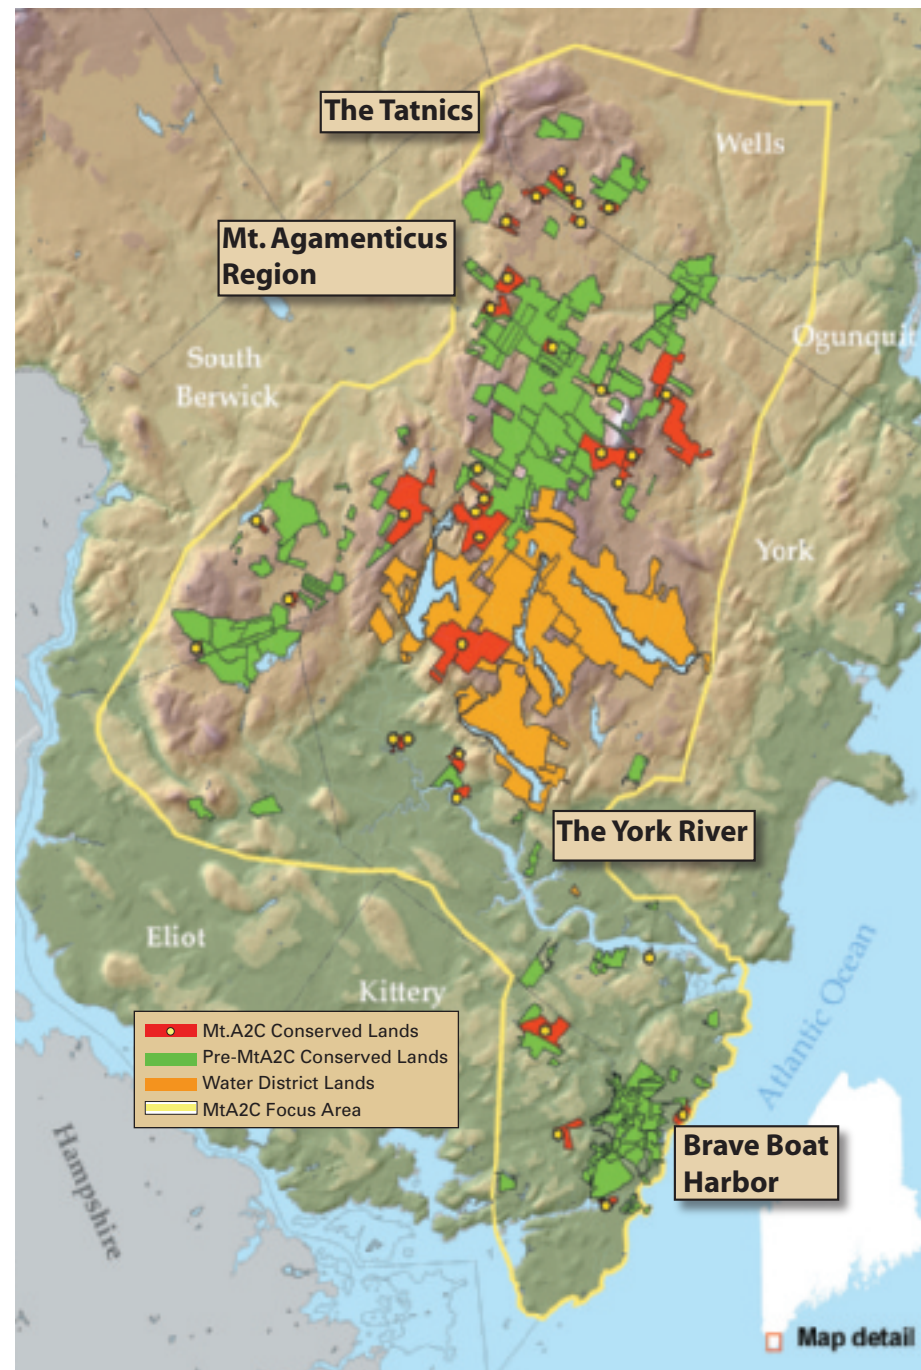 The Tatnics
Wells
Mt. Agamenticus
Region
Ogunquit
South
Berwick
York
The York River
Eliot
Kittery
Atlantic Ocean
Mt.A2C Conserved Lands
Pre-MtA2C Conserved Lands
Water District Lands
MtA2C Focus Area
Hampshire
Brave Boat
Harbor
Map detail